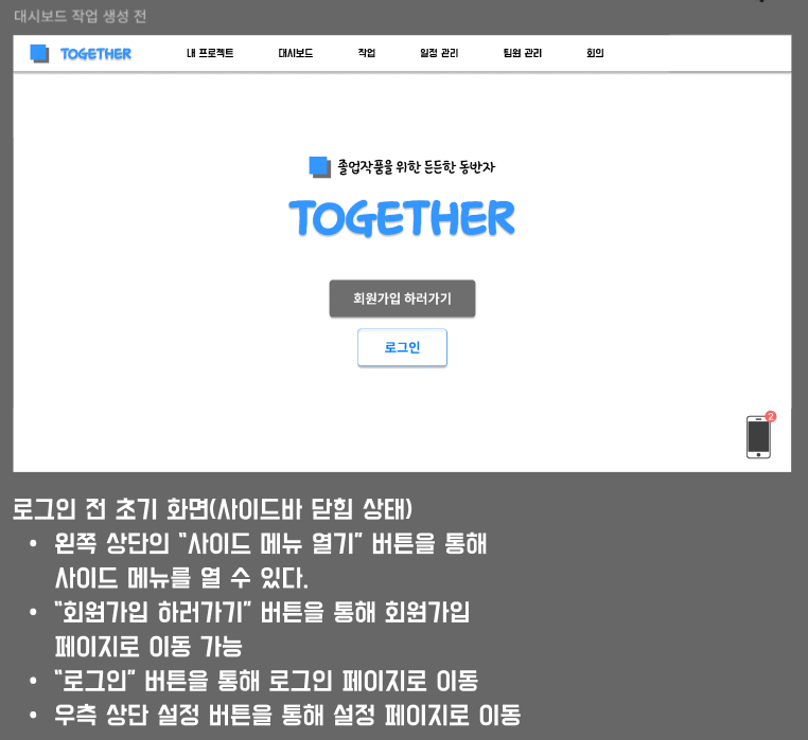 대시보드 작업 생성 전
TOGETHER 내 프로젝트 대시보드 작업 일정 관리 팀원 관리 회의
졸업작품을 위한 든든한 동반자
TOGETHER
회원가입 하러가기
로그인
2
로그인 전 초기 화면(사이드바 닫힘 상태)
• 왼쪽 상단의 "사이드 메뉴 열기" 버튼을 통해
사이드 메뉴를 열 수 있다.
• "회원가입 하러가기" 버튼을 통해 회원가입
페이지로 이동 가능
• "로그인" 버튼을 통해 로그인 페이지로 이동
• 우측 상단 설정 버튼을 통해 설정 페이지로 이동